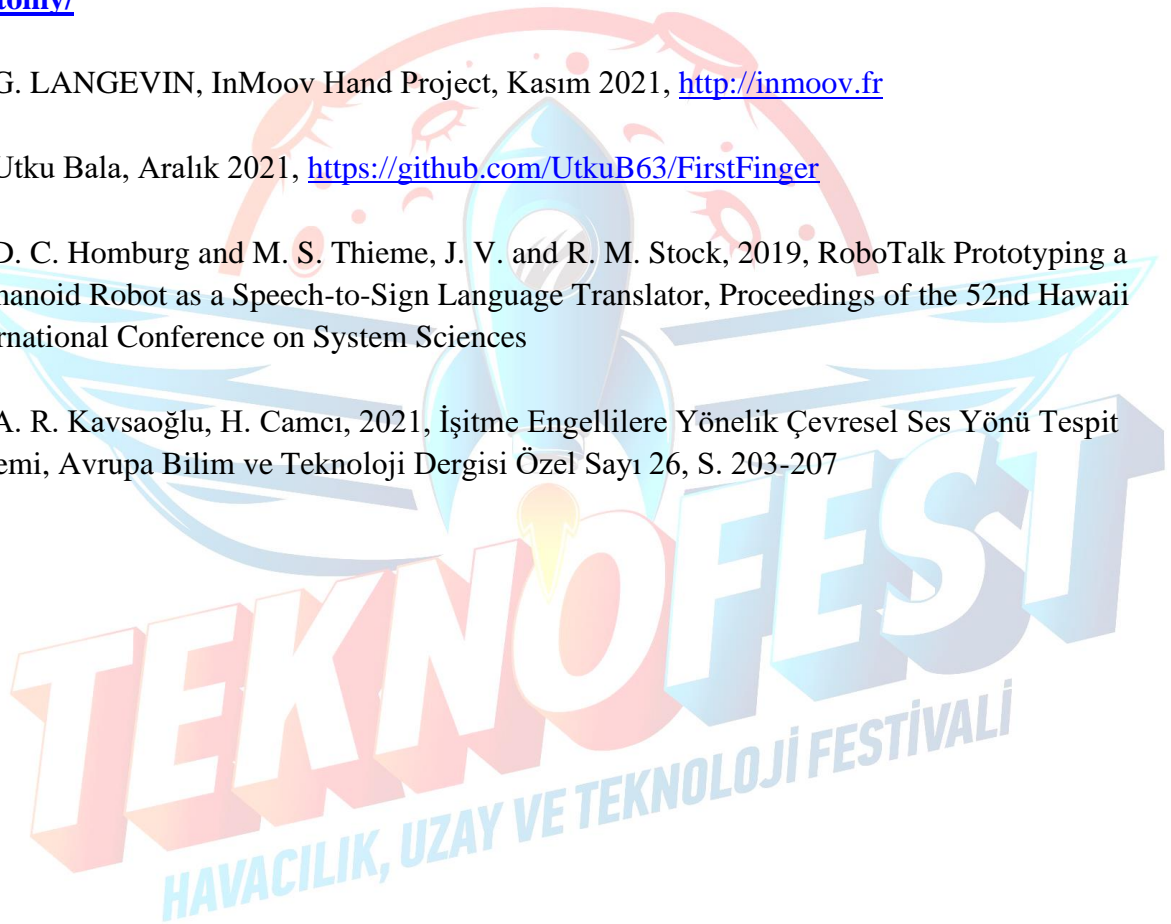 tomy/
G. LANGEVIN, InMoov Hand Project, Kasım 2021, http://inmoov.fr
Utku Bala, Aralık 2021, https://github.com/UtkuB63/FirstFinger
D. C. Homburg and M. S. Thieme, J. V. and R. M. Stock, 2019, RoboTalk Prototyping a
manoid Robot as a Speech-to-Sign Language Translator, Proceedings of the 52nd Hawaii
rnational Conference on System Sciences
A. R. Kavsaoğlu, H. Camcı, 2021, İşitme Engellilere Yönelik Çevresel Ses Yönü Tespit
emi, Avrupa Bilim ve Teknoloji Dergisi Özel Sayı 26, S. 203-207
TEKNOFEST
HAVACILIK, UZAY VE TEKNOLOJİ FESTİVALİ